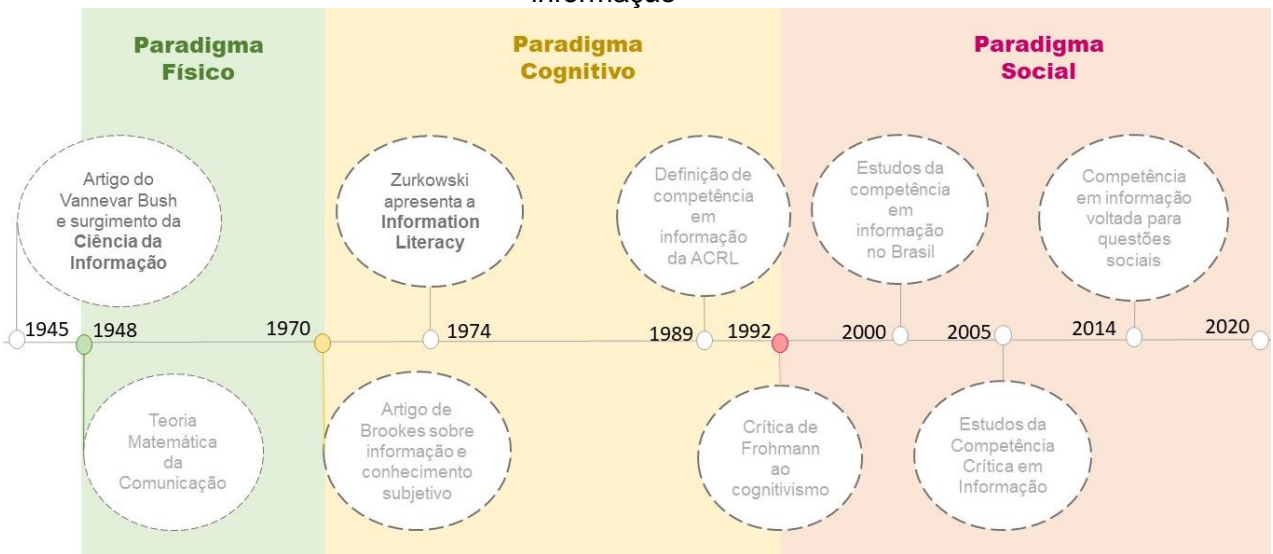 informação
Paradigma
Físico
Paradigma
Cognitivo
Paradigma
Social
Artigo do
Vannevar Bush
e surgimento da
Ciência da
Informação
Zurkowski
apresenta a
Information
Literacy
Definição de
competência
em
informação
da ACRL
Estudos da
competência
em
informação
no Brasil
Competência
em informação
voltada para
questões
sociais
1945
1948
1970
1974
1989
1992
2000
2005
2014
2020
Teoria
Matemática
da
Comunicação
Artigo de
Brookes sobre
informação e
conhecimento
subjetivo
Crítica de
Frohmann
ao
cognitivismo
Estudos da
Competência
Crítica em
Informação